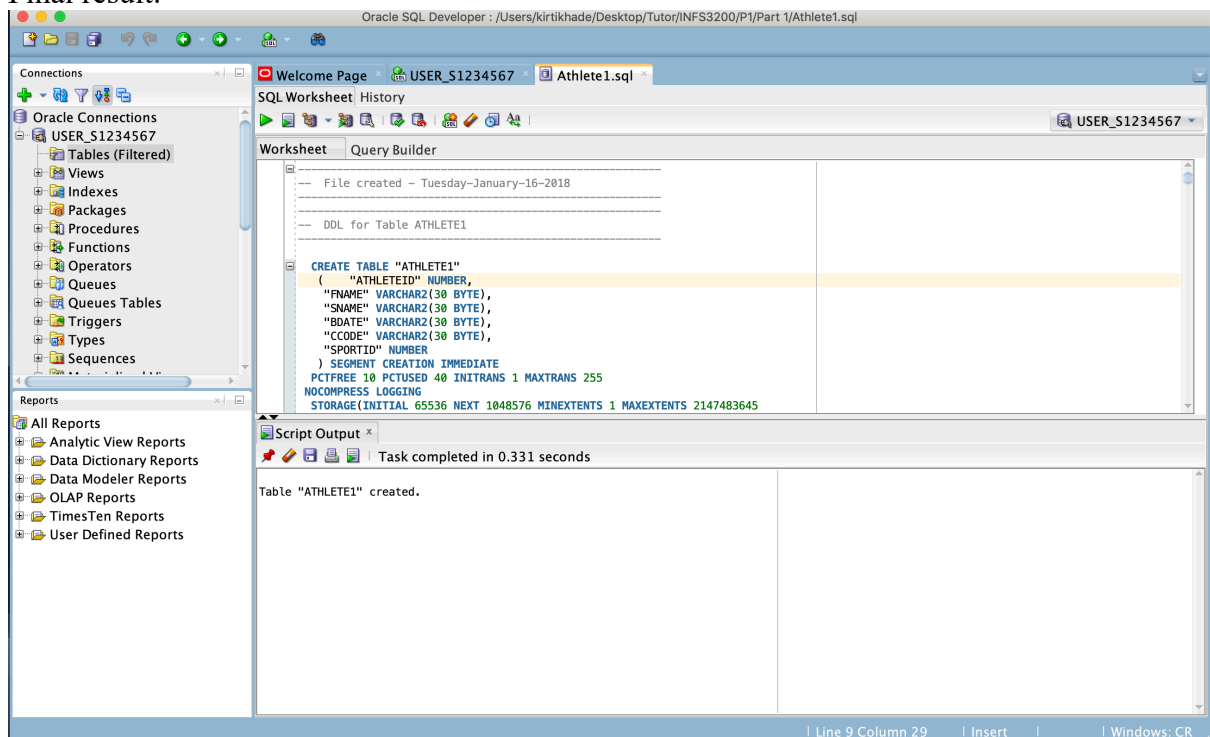 Final result:
Oracle SQL Developer : /Users/kirtikhade/Desktop/Tutor/INFS3200/P1/Part 1/Athlete1.sql
Connections
Oracle Connections
USER_S1234567
Tables (Filtered)
Views
Indexes
Packages
Procedures
Functions
Operators
Queues
Queues Tables
Triggers
Types
Sequences
Reports
All Reports
Analytic View Reports
Data Dictionary Reports
Data Modeler Reports
OLAP Reports
TimesTen Reports
User Defined Reports
Welcome Page USER_S1234567 Athlete1.sql
SQL Worksheet History
USER_S1234567
Worksheet Query Builder
--------------------------------------------------------
-- File created - Tuesday-January-16-2018
--------------------------------------------------------
--------------------------------------------------------
-- DDL for Table ATHLETE1
--------------------------------------------------------
CREATE TABLE "ATHLETE1"
( "ATHLETEID" NUMBER,
"FNAME" VARCHAR2(30 BYTE),
"SNAME" VARCHAR2(30 BYTE),
"BDATE" VARCHAR2(30 BYTE),
"CCODE" VARCHAR2(30 BYTE),
"SPORTID" NUMBER
) SEGMENT CREATION IMMEDIATE
PCTFREE 10 PCTUSED 40 INITRANS 1 MAXTRANS 255
NOCOMPRESS LOGGING
STORAGE(INITIAL 65536 NEXT 1048576 MINEXTENTS 1 MAXEXTENTS 2147483645
Script Output
Task completed in 0.331 seconds
Table "ATHLETE1" created.
Line 9 Column 29 | Insert | | Windows: CR